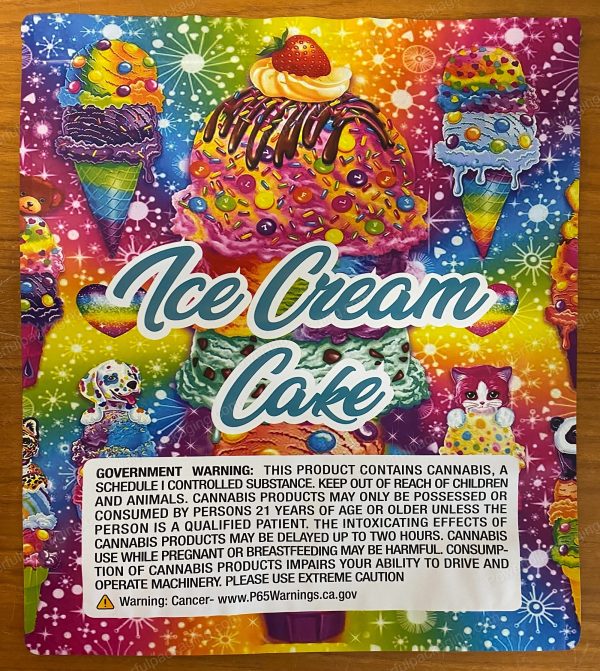 Ice Cream
Cake
GOVERNMENT WARNING: THIS PRODUCT CONTAINS CANNABIS, A
SCHEDULE I CONTROLLED SUBSTANCE. KEEP OUT OF REACH OF CHILDREN
AND ANIMALS. CANNABIS PRODUCTS MAY ONLY BE POSSESSED OR
CONSUMED BY PERSONS 21 YEARS OF AGE OR OLDER UNLESS THE
PERSON IS A QUALIFIED PATIENT. THE INTOXICATING EFFECTS OF
CANNABIS PRODUCTS MAY BE DELAYED UP TO TWO HOURS. CANNABIS
USE WHILE PREGNANT OR BREASTFEEDING MAY BE HARMFUL. CONSUMP-
TION OF CANNABIS PRODUCTS IMPAIRS YOUR ABILITY TO DRIVE AND
OPERATE MACHINERY. PLEASE USE EXTREME CAUTION
Warning: Cancer- www.P65Warnings.ca.gov